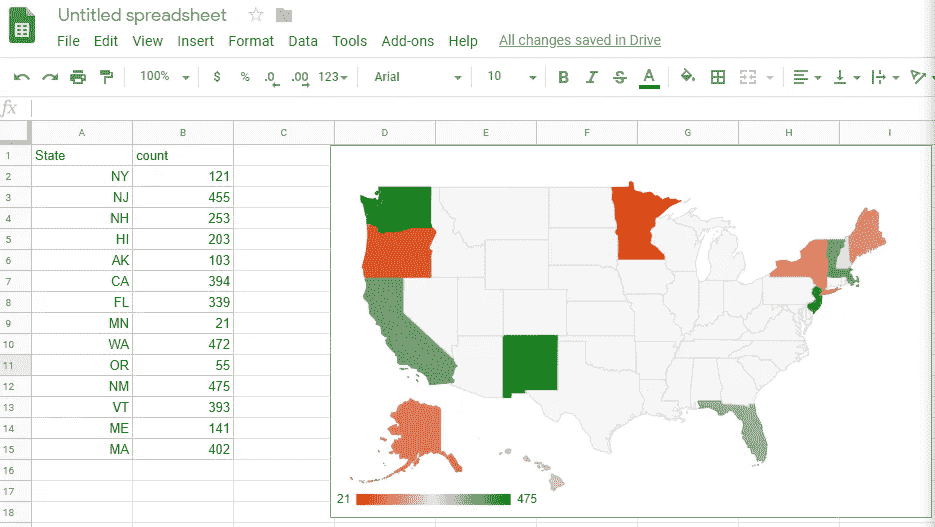 Untitled spreadsheet
File Edit View Insert Format Data Tools Add-ons Help All changes saved in Drive
100% $ % .0 .00 123 Arial 10 B I S A
fx
A B C D E F G H I
1 State count
2 NY 121
3 NJ 455
4 NH 253
5 HI 203
6 AK 103
7 CA 394
8 FL 339
9 MN 21
10 WA 472
11 OR 55
12 NM 475
13 VT 393
14 ME 141
15 MA 402
16
17
18
21 475